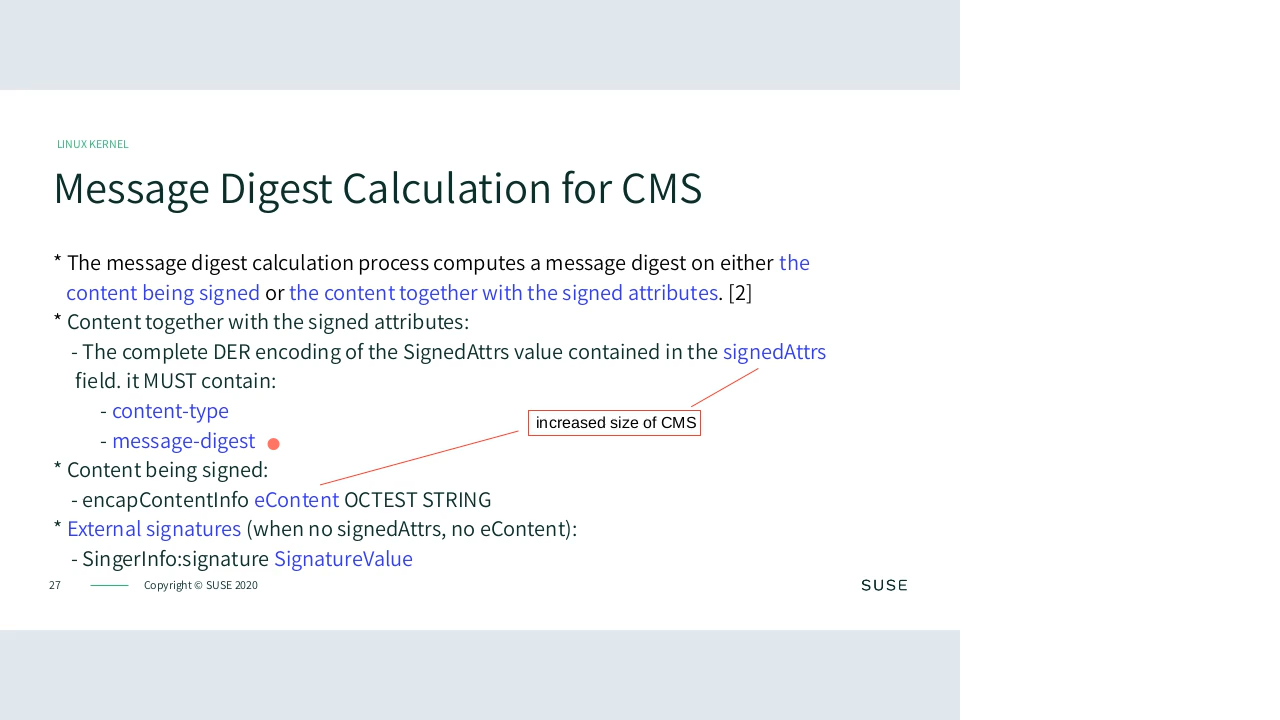 LINUX KERNEL
Message Digest Calculation for CMS
* The message digest calculation process computes a message digest on either the
content being signed or the content together with the signed attributes. [2]
* Content together with the signed attributes:
- The complete DER encoding of the SignedAttrs value contained in the signedAttrs
field. it MUST contain:
- content-type
increased size of CMS
- message-digest
* Content being signed:
- encapContentInfo eContent OCTEST STRING
* External signatures (when no signedAttrs, no eContent):
- SingerInfo:signature SignatureValue
27
Copyright © SUSE 2020
SUSE